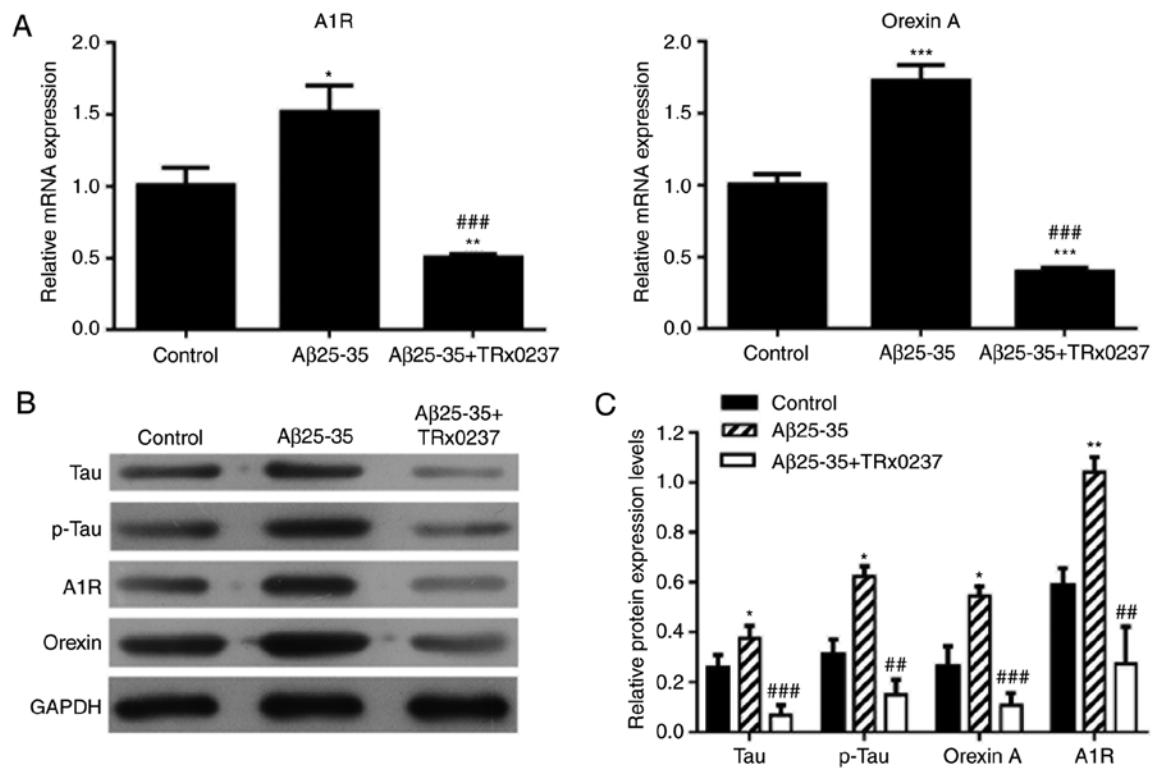 A
A1R
Relative mRNA expression
2.0
1.5
1.0
0.5
0.0
*
###
**
Control
Aβ25-35
Aβ25-35+TRx0237
Orexin A
Relative mRNA expression
2.0
1.5
1.0
0.5
0.0
***
###
***
Control
Aβ25-35
Aβ25-35+TRx0237
B
Control
Aβ25-35
Aβ25-35+
TRx0237
Tau
p-Tau
A1R
Orexin
GAPDH
C
Control
Aβ25-35
Aβ25-35+TRx0237
Relative protein expression levels
1.2
1.0
0.8
0.6
0.4
0.2
0.0
*
###
*
##
*
###
**
##
Tau
p-Tau
Orexin A
A1R